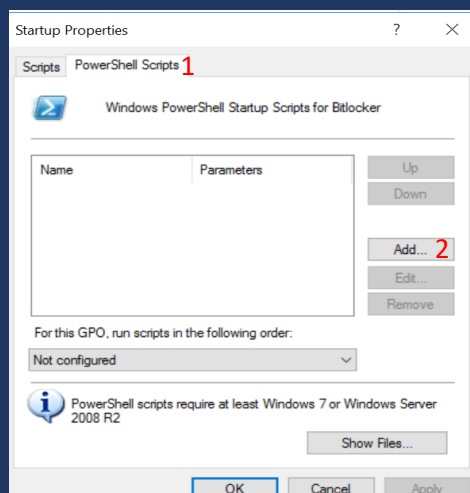 Startup Properties ? ×
Scripts PowerShell Scripts 1
Windows PowerShell Startup Scripts for Bitlocker
Name Parameters Up
Down
Add... 2
Edit...
Remove
For this GPO, run scripts in the following order:
Not configured
PowerShell scripts require at least Windows 7 or Windows Server
2008 R2
Show Files...
OK Cancel Apply